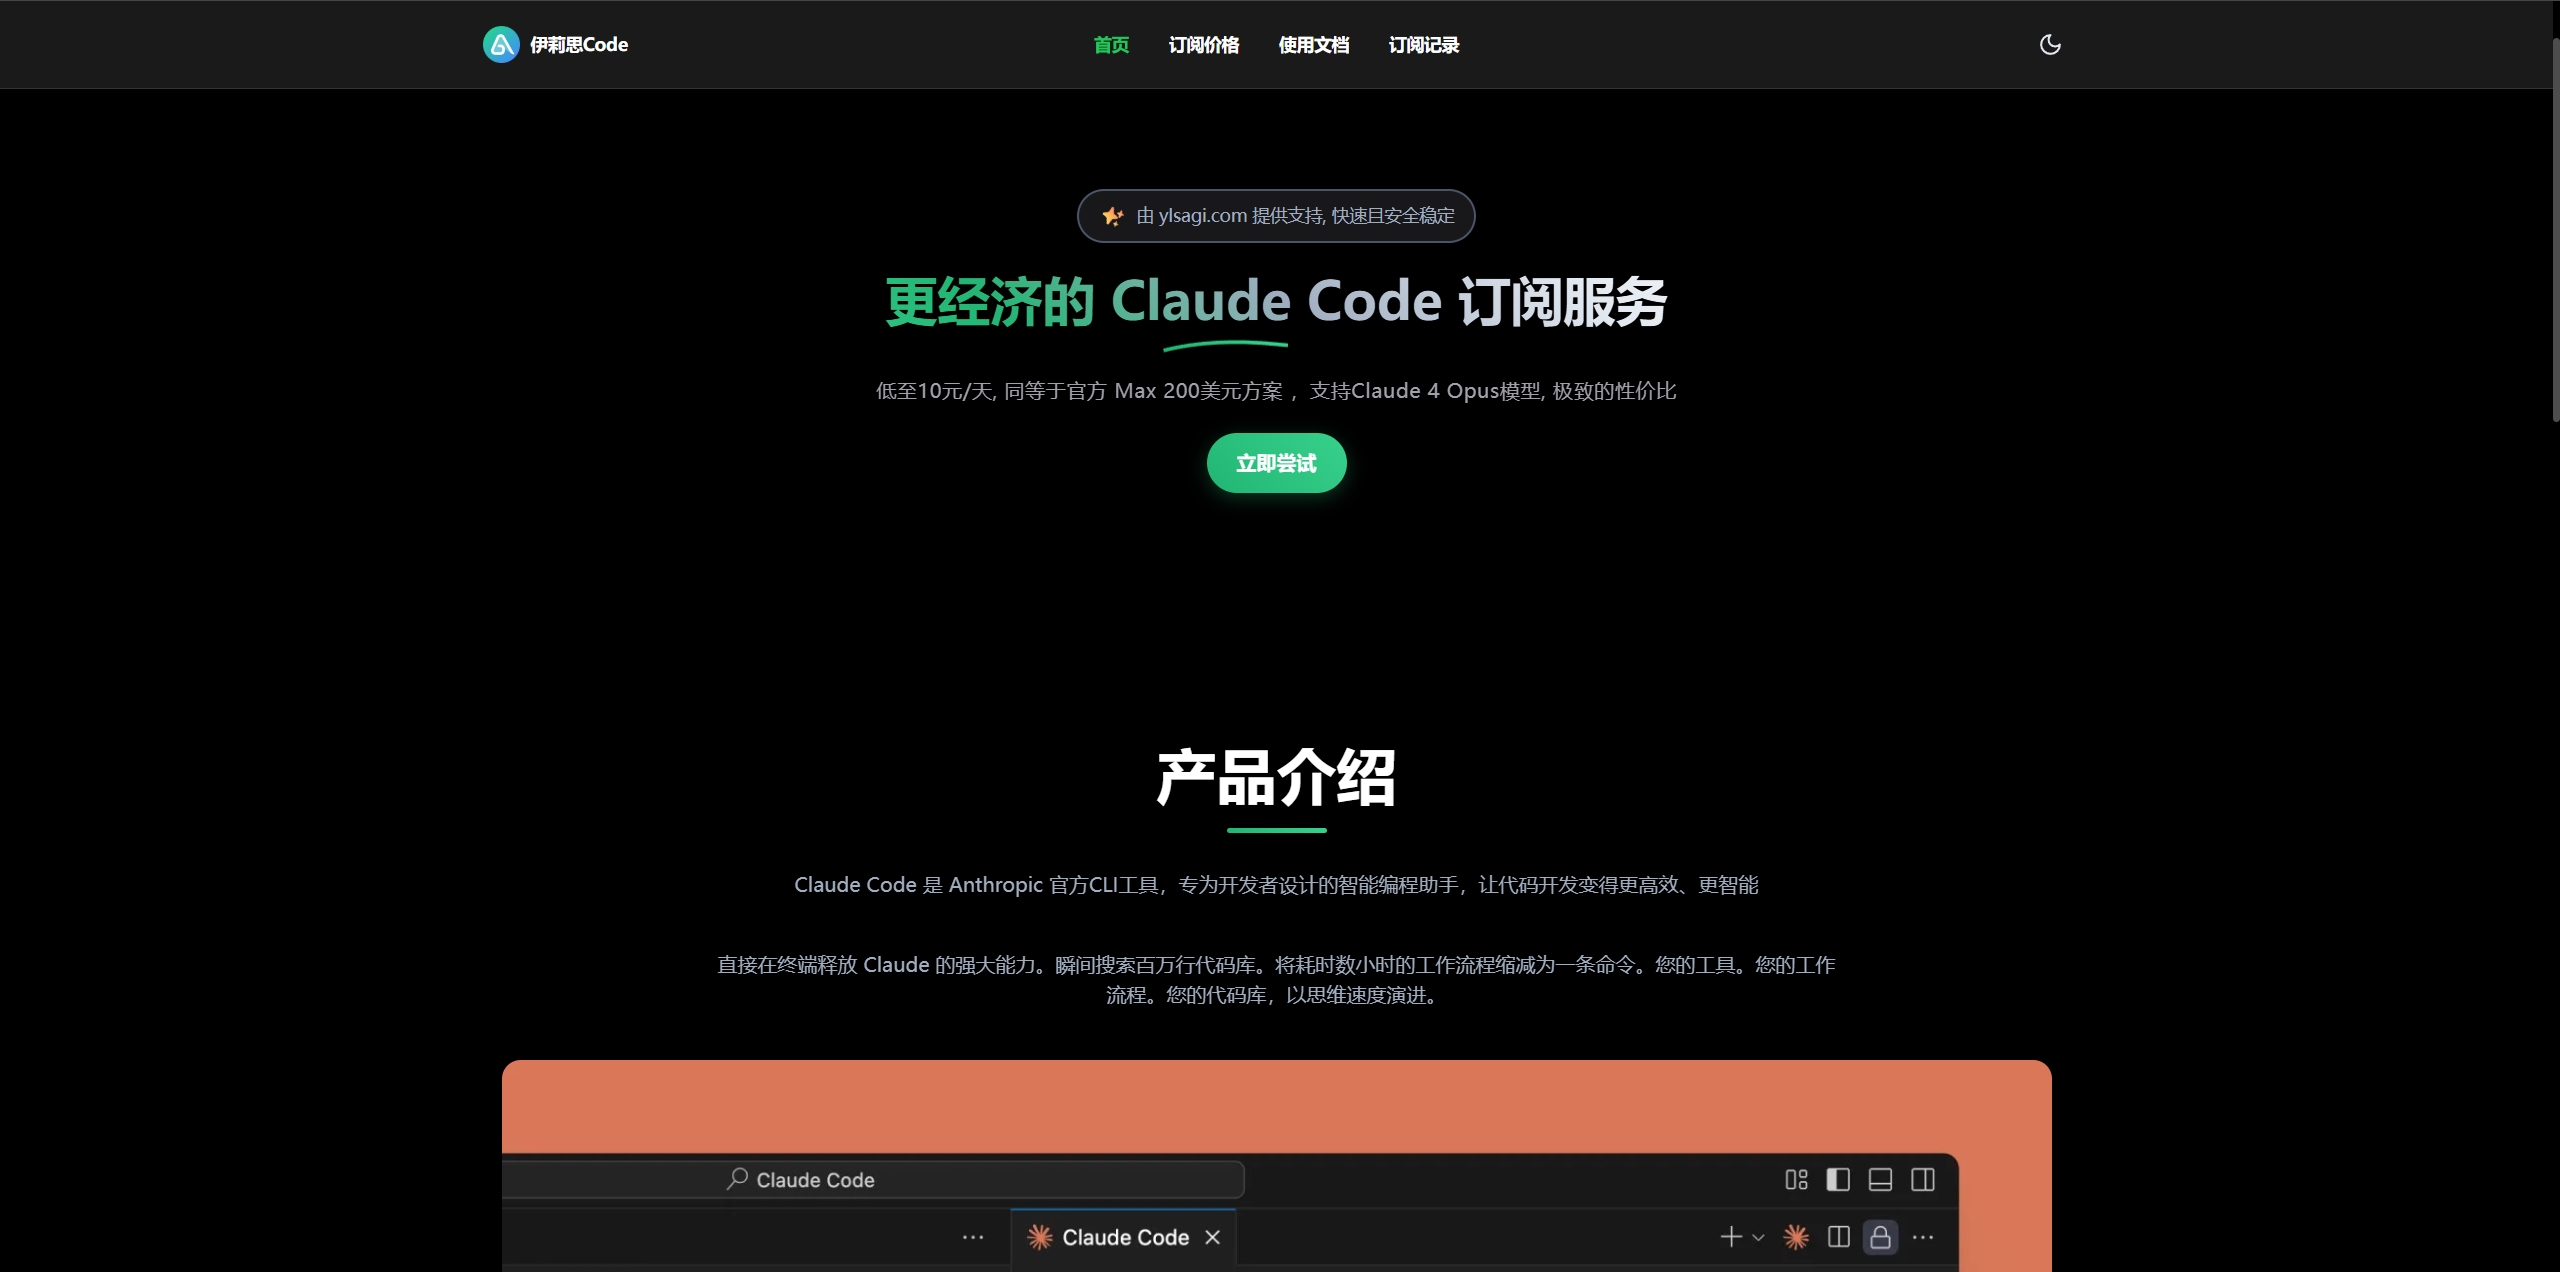 伊莉思Code
首页
订阅价格
使用文档
订阅记录
由 ylsagi.com 提供支持, 快速且安全稳定
更经济的 Claude Code 订阅服务
低至10元/天, 同等于官方 Max 200美元方案 ，支持Claude 4 Opus模型, 极致的性价比
立即尝试
产品介绍
Claude Code 是 Anthropic 官方CLI工具，专为开发者设计的智能编程助手，让代码开发变得更高效、更智能
直接在终端释放 Claude 的强大能力。瞬间搜索百万行代码库。将耗时数小时的工作流程缩减为一条命令。您的工具。您的工作
流程。您的代码库，以思维速度演进。
Claude Code
Claude Code